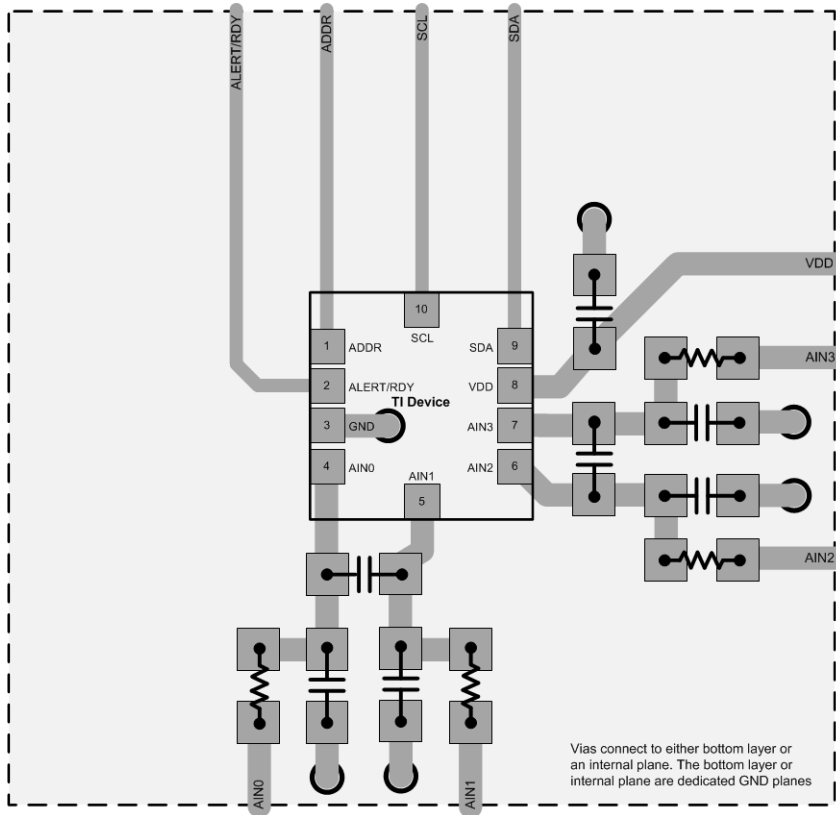 ALERT/RDY
ADDR
SCL
SDA
VDD
10
SCL
1 ADDR
SDA 9
AIN3
2 ALERT/RDY
VDD 8
TI Device
3 GND
AIN3 7
4 AIN0
AIN2 6
AIN1
5
AIN2
AIN0
AIN1
Vias connect to either bottom layer or
an internal plane. The bottom layer or
internal plane are dedicated GND planes